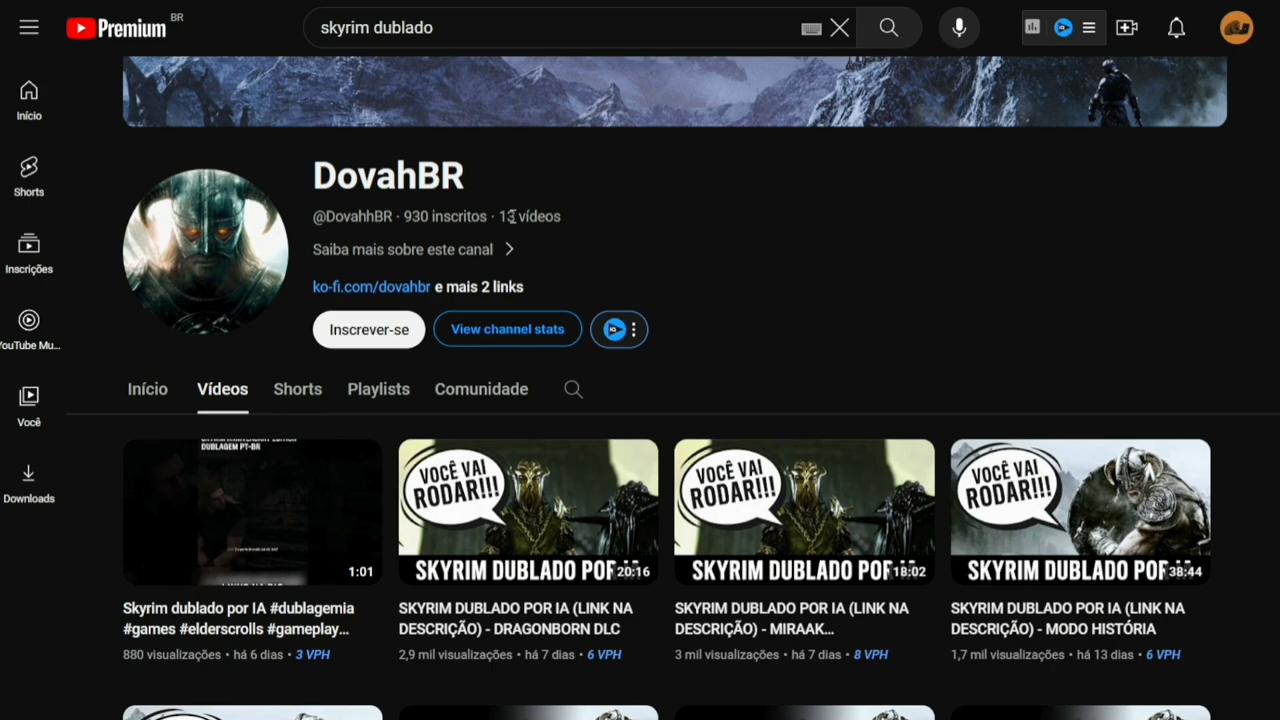 Premium BR
skyrim dublado
Início
Shorts
Inscrições
YouTube Mu...
Você
Downloads
DovahBR
@DovahhBR · 930 inscritos · vídeos
Saiba mais sobre este canal
ko-fi.com/dovahbr e mais 2 links
Inscrever-se
View channel stats
IQ
Início
Vídeos
Shorts
Playlists
Comunidade
DUBLAGEM PT-BR
1:01
Skyrim dublado por IA #dublagemia
#games #elderscrolls #gameplay...
880 visualizações • há 6 dias • 3 VPH
VOCÊ VAI
RODAR!!!
SKYRIM DUBLADO POR
20:16
SKYRIM DUBLADO POR IA (LINK NA
DESCRIÇÃO) - DRAGONBORN DLC
2,9 mil visualizações • há 7 dias • 6 VPH
VOCÊ VAI
RODAR!!!
SKYRIM DUBLADO POR
18:02
SKYRIM DUBLADO POR IA (LINK NA
DESCRIÇÃO) - MIRAAK...
3 mil visualizações • há 7 dias • 8 VPH
VOCÊ VAI
RODAR!!!
SKYRIM DUBLADO POR
38:44
SKYRIM DUBLADO POR IA (LINK NA
DESCRIÇÃO) - MODO HISTÓRIA
1,7 mil visualizações • há 13 dias • 6 VPH